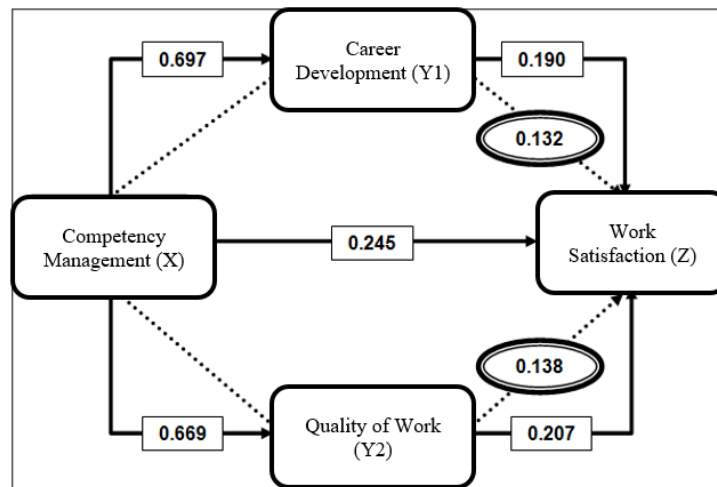 Career
Development (Y1)
0.697
0.190
0.132
Competency
Management (X)
0.245
Work
Satisfaction (Z)
0.138
Quality of Work
(Y2)
0.669
0.207